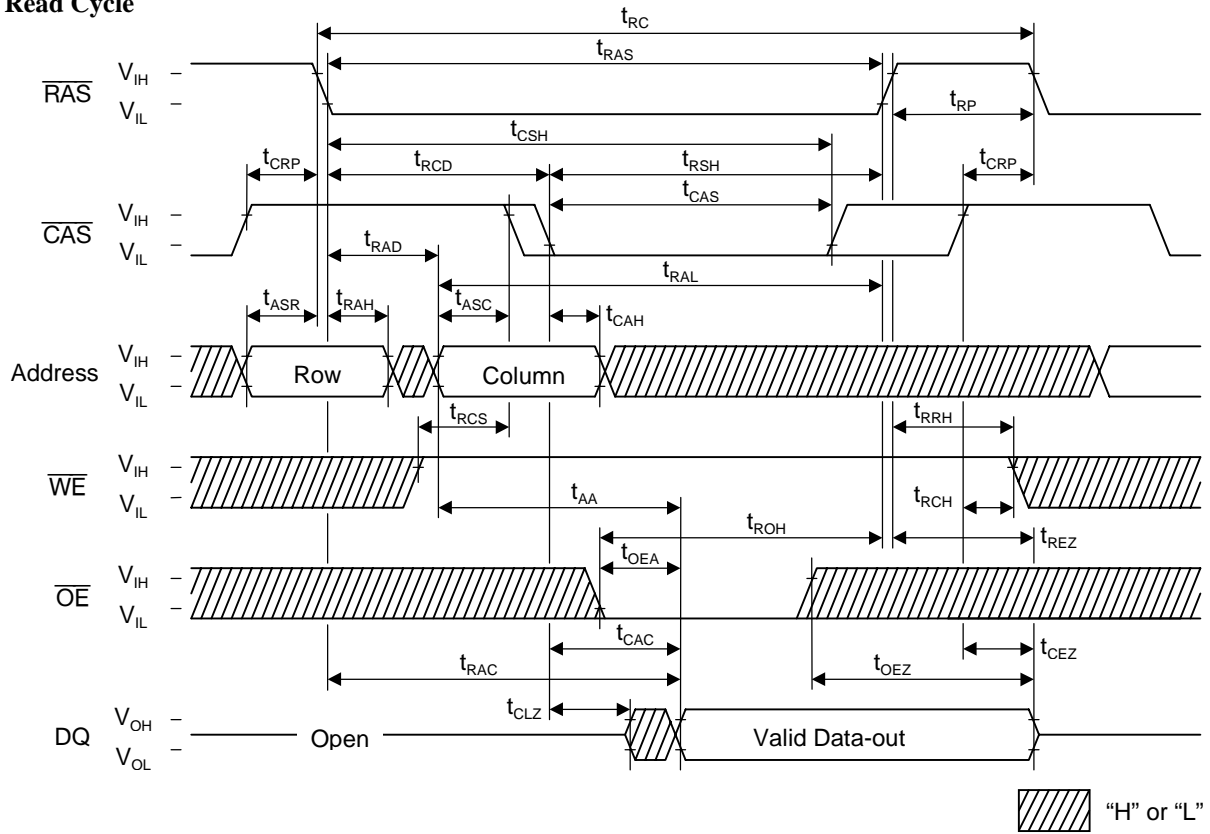 Read Cycle
tRC
tRAS
RAS
VIH
VIL
tRP
tCSH
tCRP
tRCD
tRSH
tCRP
tCAS
CAS
VIH
VIL
tRAD
tRAL
tASR
tRAH
tASC
tCAH
Address
VIH
VIL
Row
Column
tRCS
tRRH
WE
VIH
VIL
tAA
tRCH
tROH
tREZ
tOEA
OE
VIH
VIL
tCAC
tCEZ
tRAC
tOEZ
tCLZ
DQ
VOH
VOL
Open
Valid Data-out
“H” or “L”